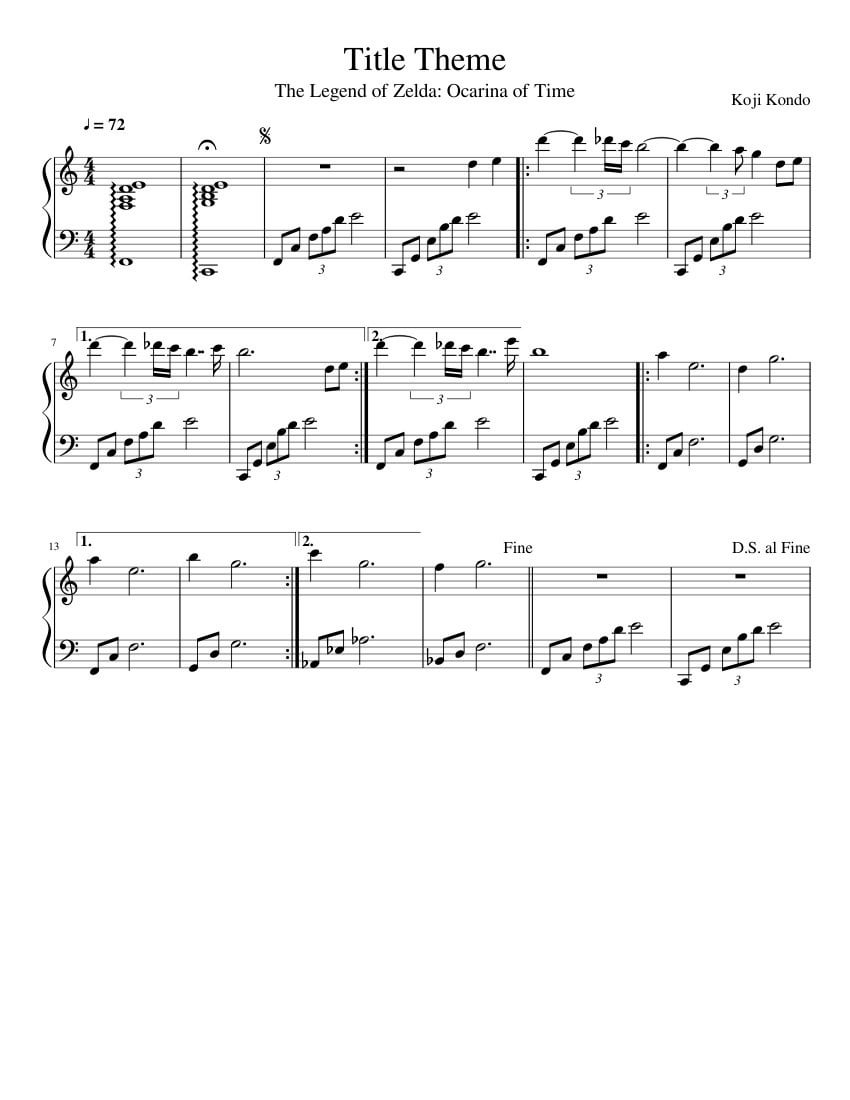 Title Theme
The Legend of Zelda: Ocarina of Time
Koji Kondo
♩ = 72
4 4
4 4
3 3 3 3 3 3
7
1. 2.
3 3
3 3 3 3
13
1. 2. Fine D.S. al Fine
3 3